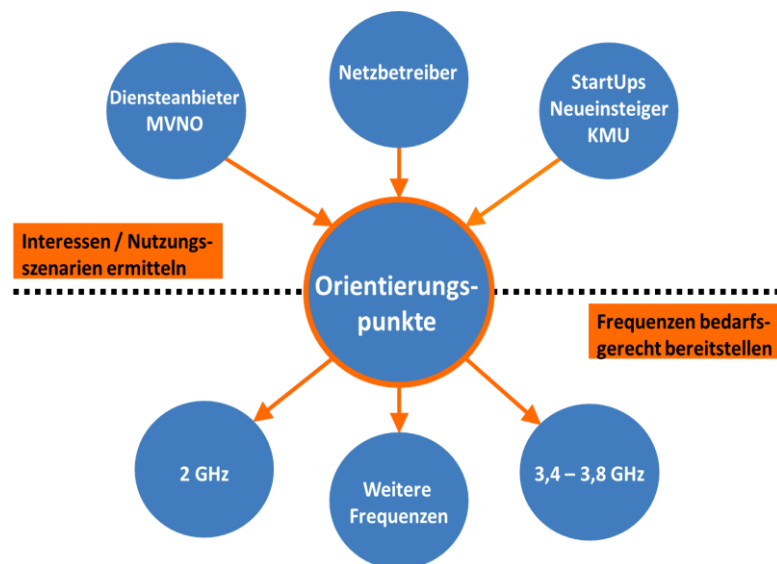 Diensteanbieter
MVNO
Netzbetreiber
StartUps
Neueinsteiger
KMU
Interessen / Nutzungs-
szenarien ermitteln
Orientierungs-
punkte
Frequenzen bedarfs-
gerecht bereitstellen
2 GHz
Weitere
Frequenzen
3,4 – 3,8 GHz